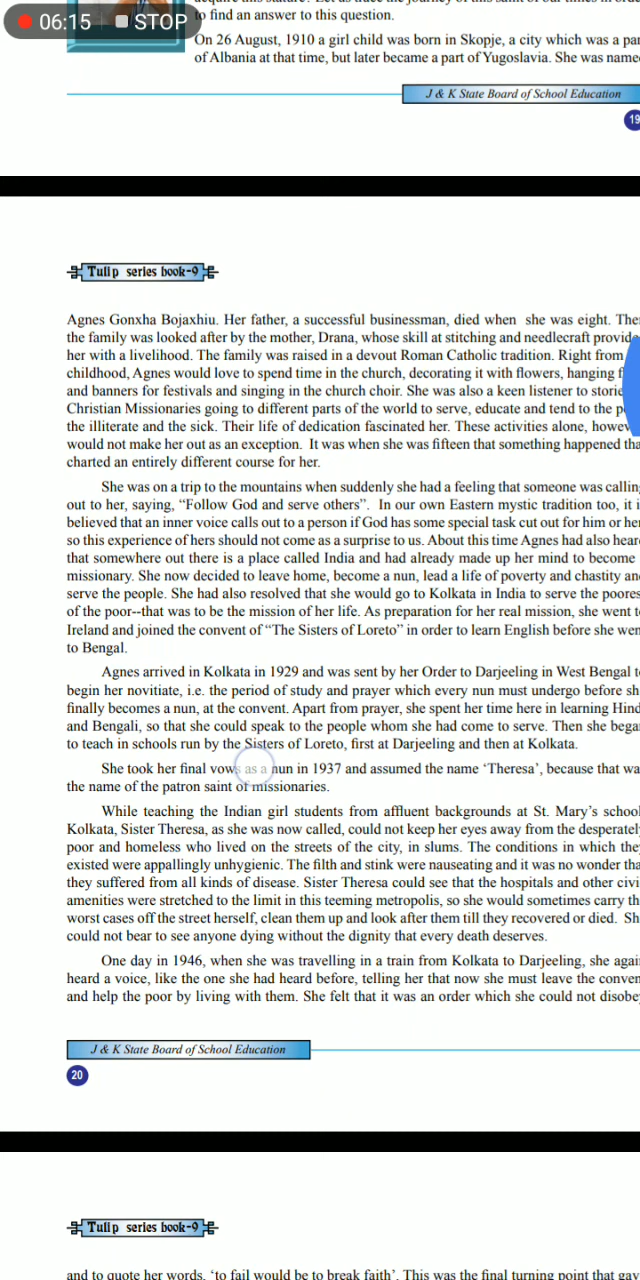 06:15 STOP
to find an answer to this question.
On 26 August, 1910 a girl child was born in Skopje, a city which was a par
of Albania at that time, but later became a part of Yugoslavia. She was name
J & K State Board of School Education
19
Tulip series book-9
Agnes Gonxha Bojaxhiu. Her father, a successful businessman, died when she was eight. The
the family was looked after by the mother, Drana, whose skill at stitching and needlecraft provide
her with a livelihood. The family was raised in a devout Roman Catholic tradition. Right from
childhood, Agnes would love to spend time in the church, decorating it with flowers, hanging f
and banners for festivals and singing in the church choir. She was also a keen listener to storie
Christian Missionaries going to different parts of the world to serve, educate and tend to the p
the illiterate and the sick. Their life of dedication fascinated her. These activities alone, howev
would not make her out as an exception. It was when she was fifteen that something happened tha
charted an entirely different course for her.
She was on a trip to the mountains when suddenly she had a feeling that someone was calling
out to her, saying, “Follow God and serve others”. In our own Eastern mystic tradition too, it i
believed that an inner voice calls out to a person if God has some special task cut out for him or her
so this experience of hers should not come as a surprise to us. About this time Agnes had also hear
that somewhere out there is a place called India and had already made up her mind to become
missionary. She now decided to leave home, become a nun, lead a life of poverty and chastity an
serve the people. She had also resolved that she would go to Kolkata in India to serve the poores
of the poor--that was to be the mission of her life. As preparation for her real mission, she went t
Ireland and joined the convent of “The Sisters of Loreto” in order to learn English before she wen
to Bengal.
Agnes arrived in Kolkata in 1929 and was sent by her Order to Darjeeling in West Bengal t
begin her novitiate, i.e. the period of study and prayer which every nun must undergo before sh
finally becomes a nun, at the convent. Apart from prayer, she spent her time here in learning Hind
and Bengali, so that she could speak to the people whom she had come to serve. Then she bega
to teach in schools run by the Sisters of Loreto, first at Darjeeling and then at Kolkata.
She took her final vows as a nun in 1937 and assumed the name ‘Theresa’, because that wa
the name of the patron saint of missionaries.
While teaching the Indian girl students from affluent backgrounds at St. Mary’s school
Kolkata, Sister Theresa, as she was now called, could not keep her eyes away from the desperately
poor and homeless who lived on the streets of the city, in slums. The conditions in which they
existed were appallingly unhygienic. The filth and stink were nauseating and it was no wonder tha
they suffered from all kinds of disease. Sister Theresa could see that the hospitals and other civi
amenities were stretched to the limit in this teeming metropolis, so she would sometimes carry th
worst cases off the street herself, clean them up and look after them till they recovered or died. Sh
could not bear to see anyone dying without the dignity that every death deserves.
One day in 1946, when she was travelling in a train from Kolkata to Darjeeling, she agai
heard a voice, like the one she had heard before, telling her that now she must leave the conven
and help the poor by living with them. She felt that it was an order which she could not disobe
J & K State Board of School Education
20
Tulip series book-9
and to quote her words, ‘to fail would be to break faith’. This was the final turning point that gav